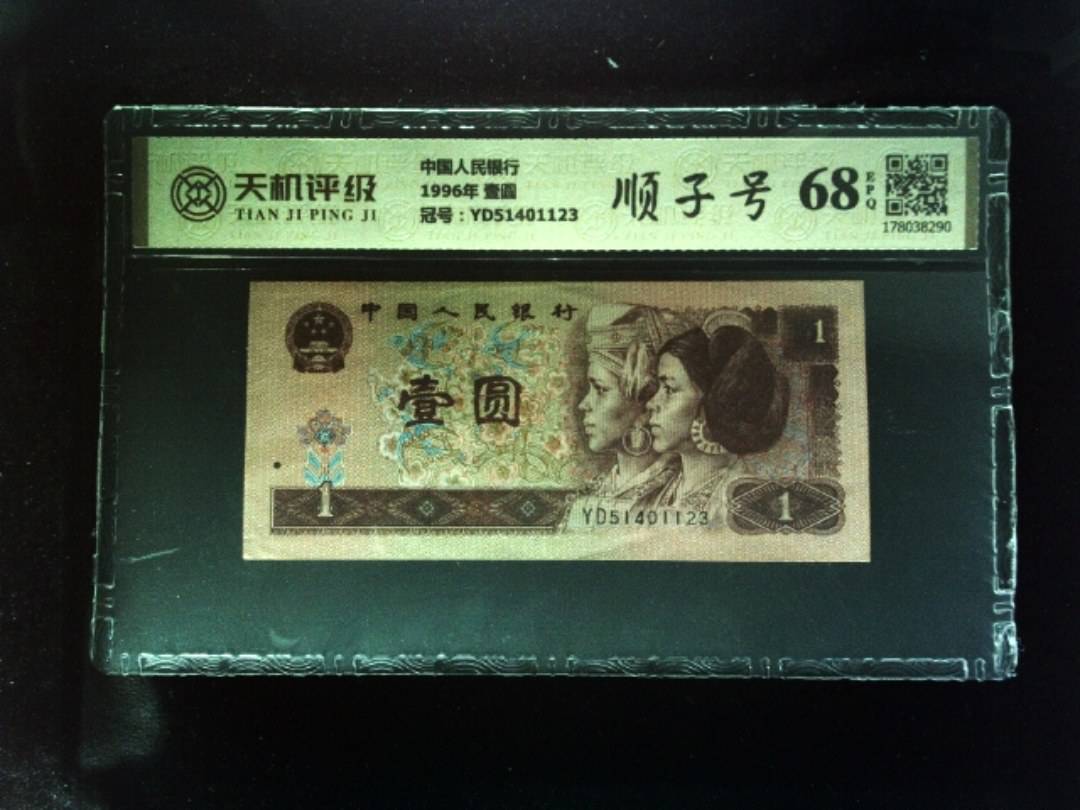 天机评级
TIAN JI PING JI
中国人民银行
1996年 壹圆
冠号：YD51401123
顺子号
68
EPQ
178038290
中国人民银行
1
壹圆
1
YD51401123
1